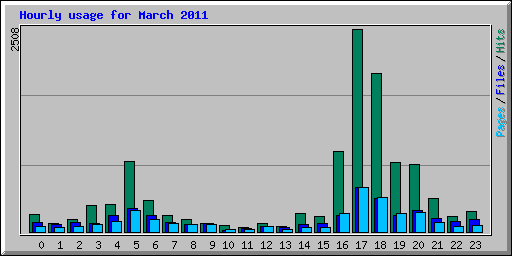 Hourly usage for March 2011
2508
Pages / Files / Hits
0 1 2 3 4 5 6 7 8 9 10 11 12 13 14 15 16 17 18 19 20 21 22 23